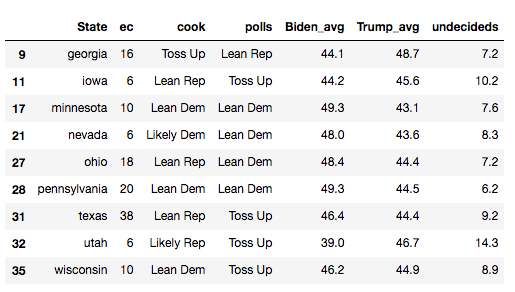 State ec cook polls Biden_avg Trump_avg undecideds
9 georgia 16 Toss Up Lean Rep 44.1 48.7 7.2
11 iowa 6 Lean Rep Toss Up 44.2 45.6 10.2
17 minnesota 10 Lean Dem Lean Dem 49.3 43.1 7.6
21 nevada 6 Likely Dem Lean Dem 48.0 43.6 8.3
27 ohio 18 Lean Rep Lean Dem 48.4 44.4 7.2
28 pennsylvania 20 Lean Dem Lean Dem 49.3 44.5 6.2
31 texas 38 Lean Rep Toss Up 46.4 44.4 9.2
32 utah 6 Likely Rep Toss Up 39.0 46.7 14.3
35 wisconsin 10 Lean Dem Toss Up 46.2 44.9 8.9